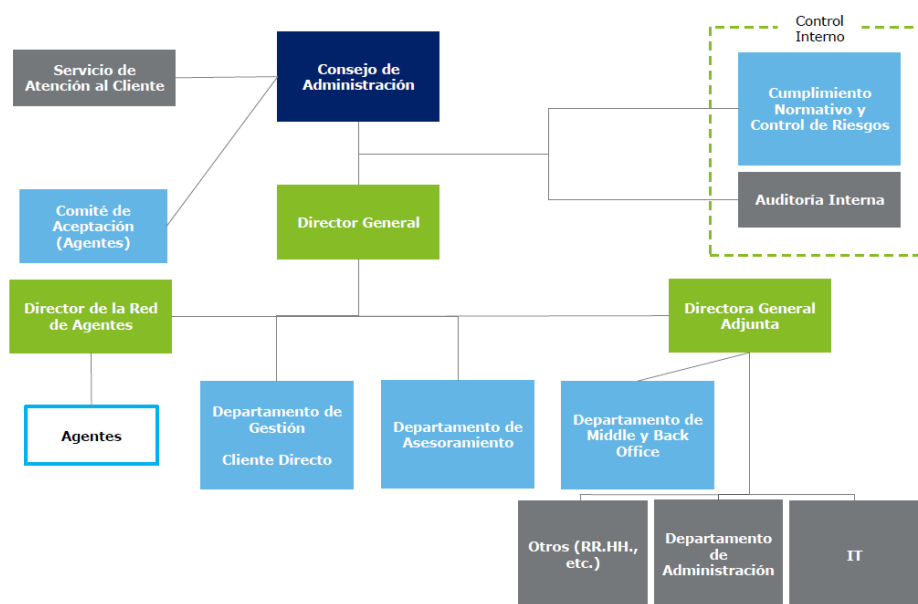 Control
Interno
Servicio de
Atención al Cliente
Consejo de
Administración
Cumplimiento
Normativo y
Control de Riesgos
Auditoría Interna
Comité de
Aceptación
(Agentes)
Director General
Director de la Red
de Agentes
Directora General
Adjunta
Agentes
Departamento de
Gestión
Cliente Directo
Departamento de
Asesoramiento
Departamento de
Middle y Back
Office
Otros (RR.HH.,
etc.)
Departamento
de
Administración
IT